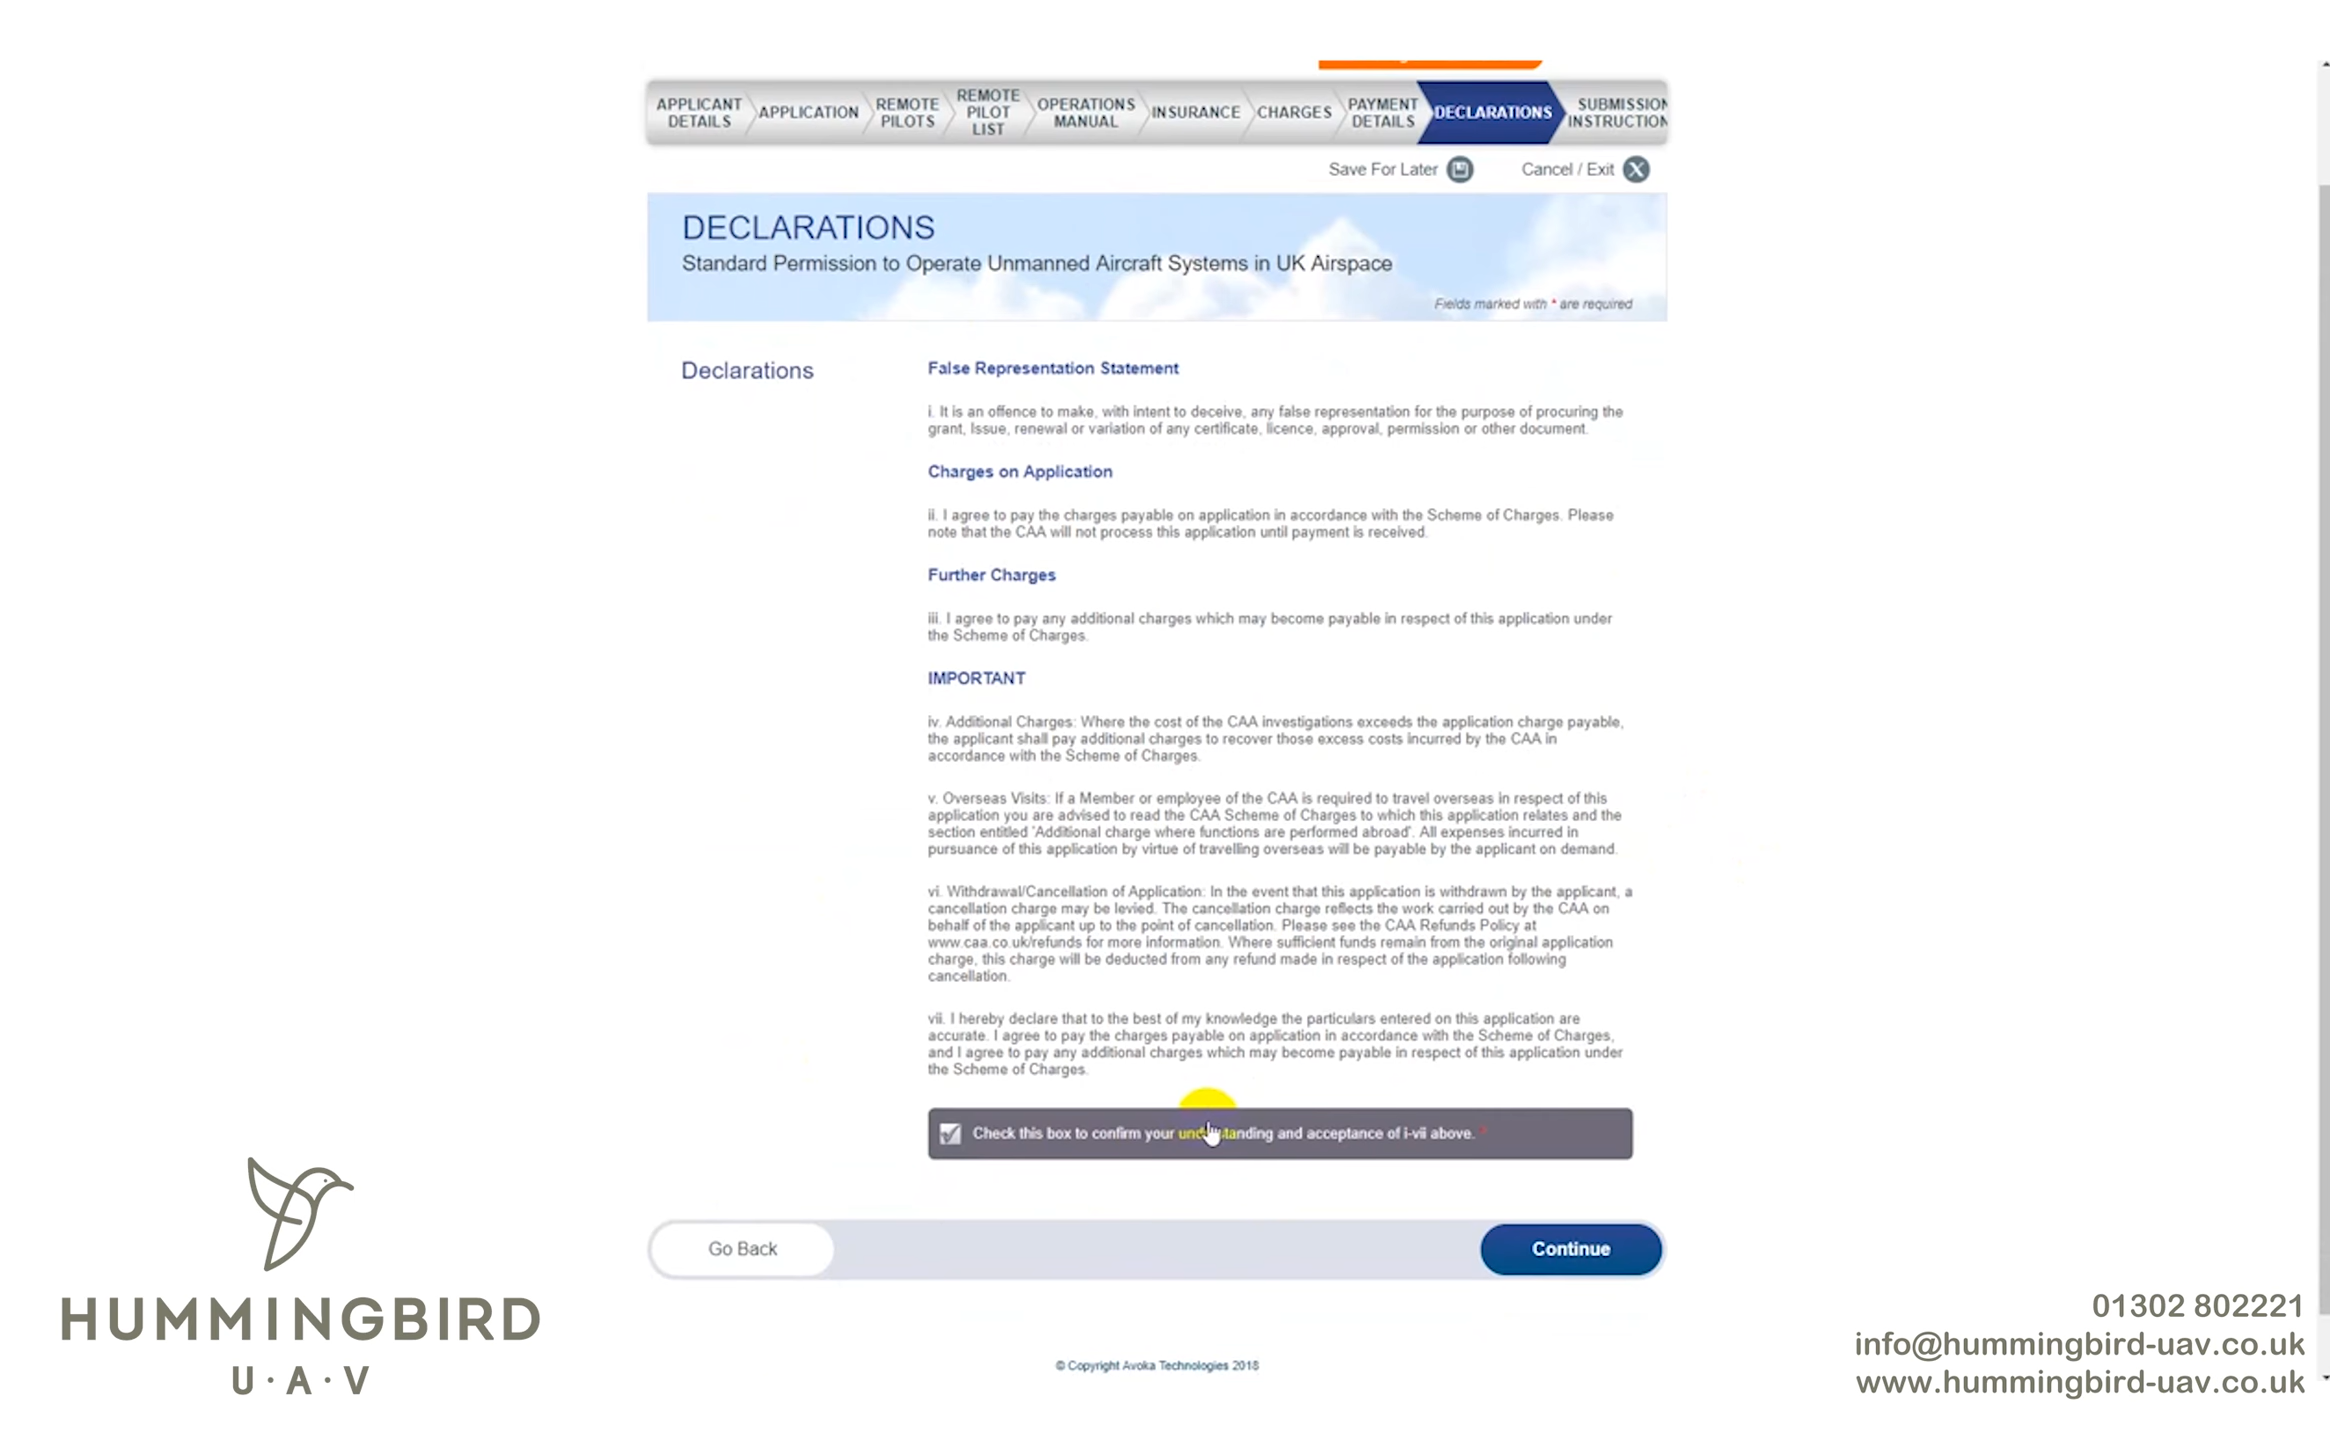 APPLICANT DETAILS
APPLICATION
REMOTE PILOTS
REMOTE PILOT LIST
OPERATIONS MANUAL
INSURANCE
CHARGES
PAYMENT DETAILS
DECLARATIONS
SUBMISSION INSTRUCTION
Save For Later
Cancel / Exit X
DECLARATIONS
Standard Permission to Operate Unmanned Aircraft Systems in UK Airspace
Fields marked with * are required
Declarations
False Representation Statement
i. It is an offence to make, with intent to deceive, any false representation for the purpose of procuring the
grant, Issue, renewal or variation of any certificate, licence, approval, permission or other document.
Charges on Application
ii. I agree to pay the charges payable on application in accordance with the Scheme of Charges. Please
note that the CAA will not process this application until payment is received.
Further Charges
iii. I agree to pay any additional charges which may become payable in respect of this application under
the Scheme of Charges.
IMPORTANT
iv. Additional Charges: Where the cost of the CAA investigations exceeds the application charge payable,
the applicant shall pay additional charges to recover those excess costs incurred by the CAA in
accordance with the Scheme of Charges.
v. Overseas Visits: If a Member or employee of the CAA is required to travel overseas in respect of this
application you are advised to read the CAA Scheme of Charges to which this application relates and the
section entitled 'Additional charge where functions are performed abroad'. All expenses incurred in
pursuance of this application by virtue of travelling overseas will be payable by the applicant on demand.
vi. Withdrawal/Cancellation of Application: In the event that this application is withdrawn by the applicant, a
cancellation charge may be levied. The cancellation charge reflects the work carried out by the CAA on
behalf of the applicant up to the point of cancellation. Please see the CAA Refunds Policy at
www.caa.co.uk/refunds for more information. Where sufficient funds remain from the original application
charge, this charge will be deducted from any refund made in respect of the application following
cancellation.
vii. I hereby declare that to the best of my knowledge the particulars entered on this application are
accurate. I agree to pay the charges payable on application in accordance with the Scheme of Charges,
and I agree to pay any additional charges which may become payable in respect of this application under
the Scheme of Charges.
Check this box to confirm your understanding and acceptance of i-vii above. *
Go Back
Continue
© Copyright Avoka Technologies 2018
HUMMINGBIRD
U·A·V
01302 802221
info@hummingbird-uav.co.uk
www.hummingbird-uav.co.uk